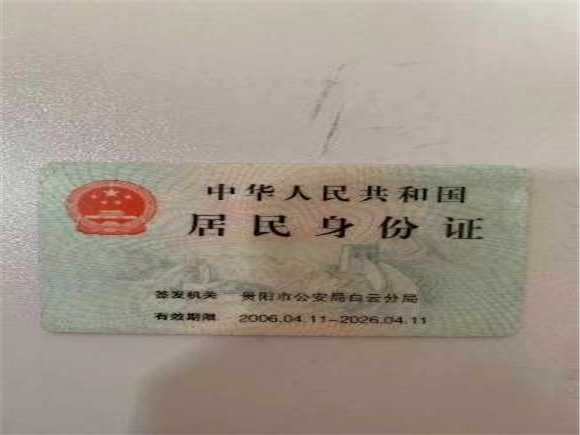 中华人民共和国
居民身份证
签发机关 贵阳市公安局白云分局
有效期限 2006.04.11-2026.04.11